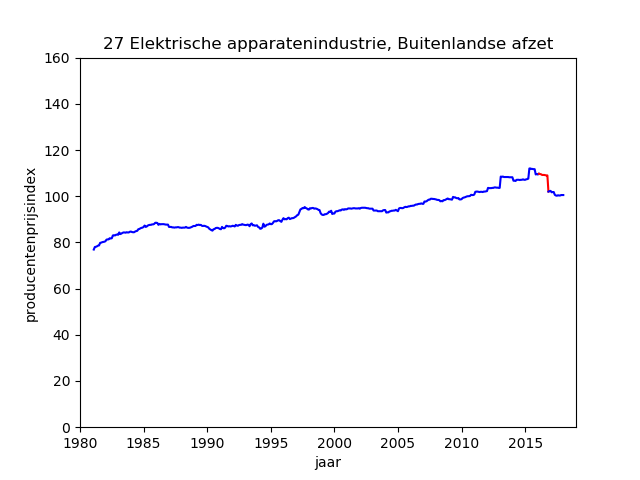 27 Elektrische apparatenindustrie, Buitenlandse afzet
160
140
120
100
80
60
40
20
0
producentenprijsindex
1980 1985 1990 1995 2000 2005 2010 2015
jaar